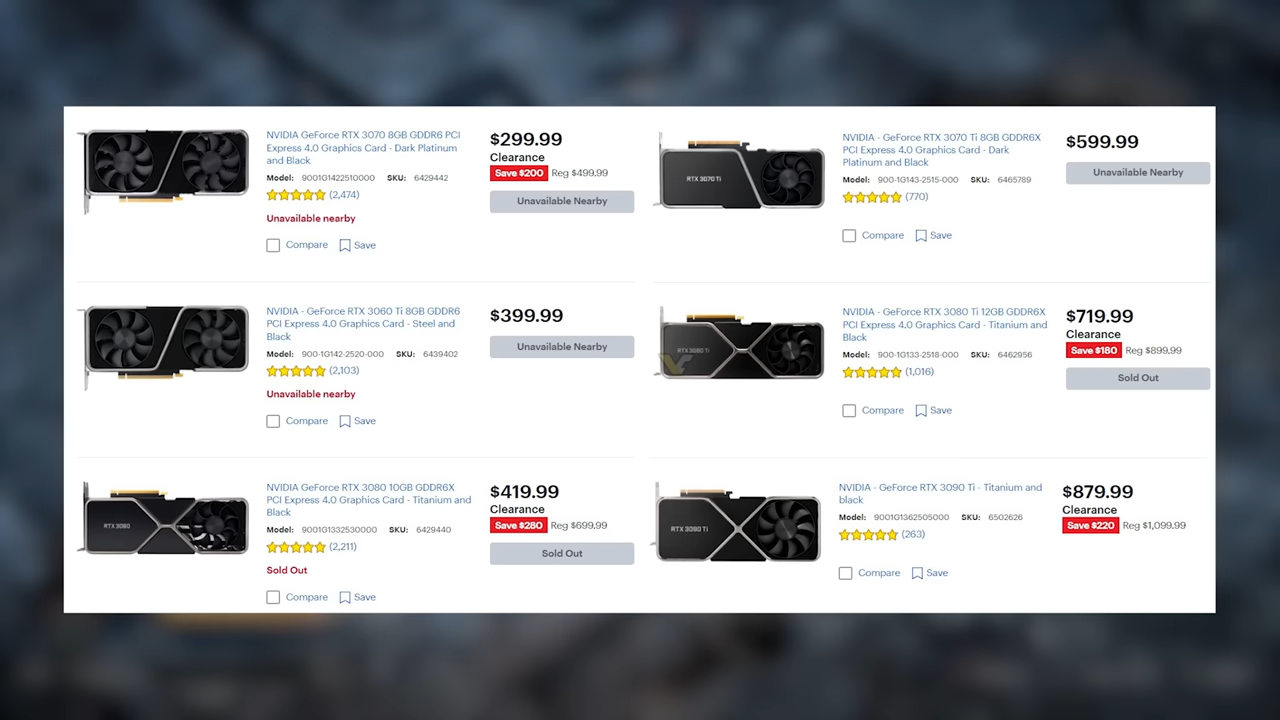 NVIDIA GeForce RTX 3070 8GB GDDR6 PCI
Express 4.0 Graphics Card - Dark Platinum
and Black
Model: 9001G1422510000 SKU: 6429442
(2,474)
Unavailable nearby
Compare Save
$299.99
Clearance
Save $200 Reg $499.99
Unavailable Nearby
RTX 3070 Ti
NVIDIA - GeForce RTX 3070 Ti 8GB GDDR6X
PCI Express 4.0 Graphics Card - Dark
Platinum and Black
Model: 900-1G143-2515-000 SKU: 6465789
(770)
Compare Save
$599.99
Unavailable Nearby
NVIDIA - GeForce RTX 3060 Ti 8GB GDDR6
PCI Express 4.0 Graphics Card - Steel and
Black
Model: 900-1G142-2520-000 SKU: 6439402
(2,103)
Unavailable nearby
Compare Save
$399.99
Unavailable Nearby
RTX 3080 Ti
NVIDIA - GeForce RTX 3080 Ti 12GB GDDR6X
PCI Express 4.0 Graphics Card - Titanium and
Black
Model: 900-1G133-2518-000 SKU: 6462956
(1,016)
Compare Save
$719.99
Clearance
Save $180 Reg $899.99
Sold Out
RTX 3080
NVIDIA GeForce RTX 3080 10GB GDDR6X
PCI Express 4.0 Graphics Card - Titanium and
Black
Model: 9001G1332530000 SKU: 6429440
(2,211)
Sold Out
Compare Save
$419.99
Clearance
Save $280 Reg $699.99
Sold Out
RTX 3090 Ti
NVIDIA - GeForce RTX 3090 Ti - Titanium and
black
Model: 9001G1362505000 SKU: 6502626
(263)
Compare Save
$879.99
Clearance
Save $220 Reg $1,099.99